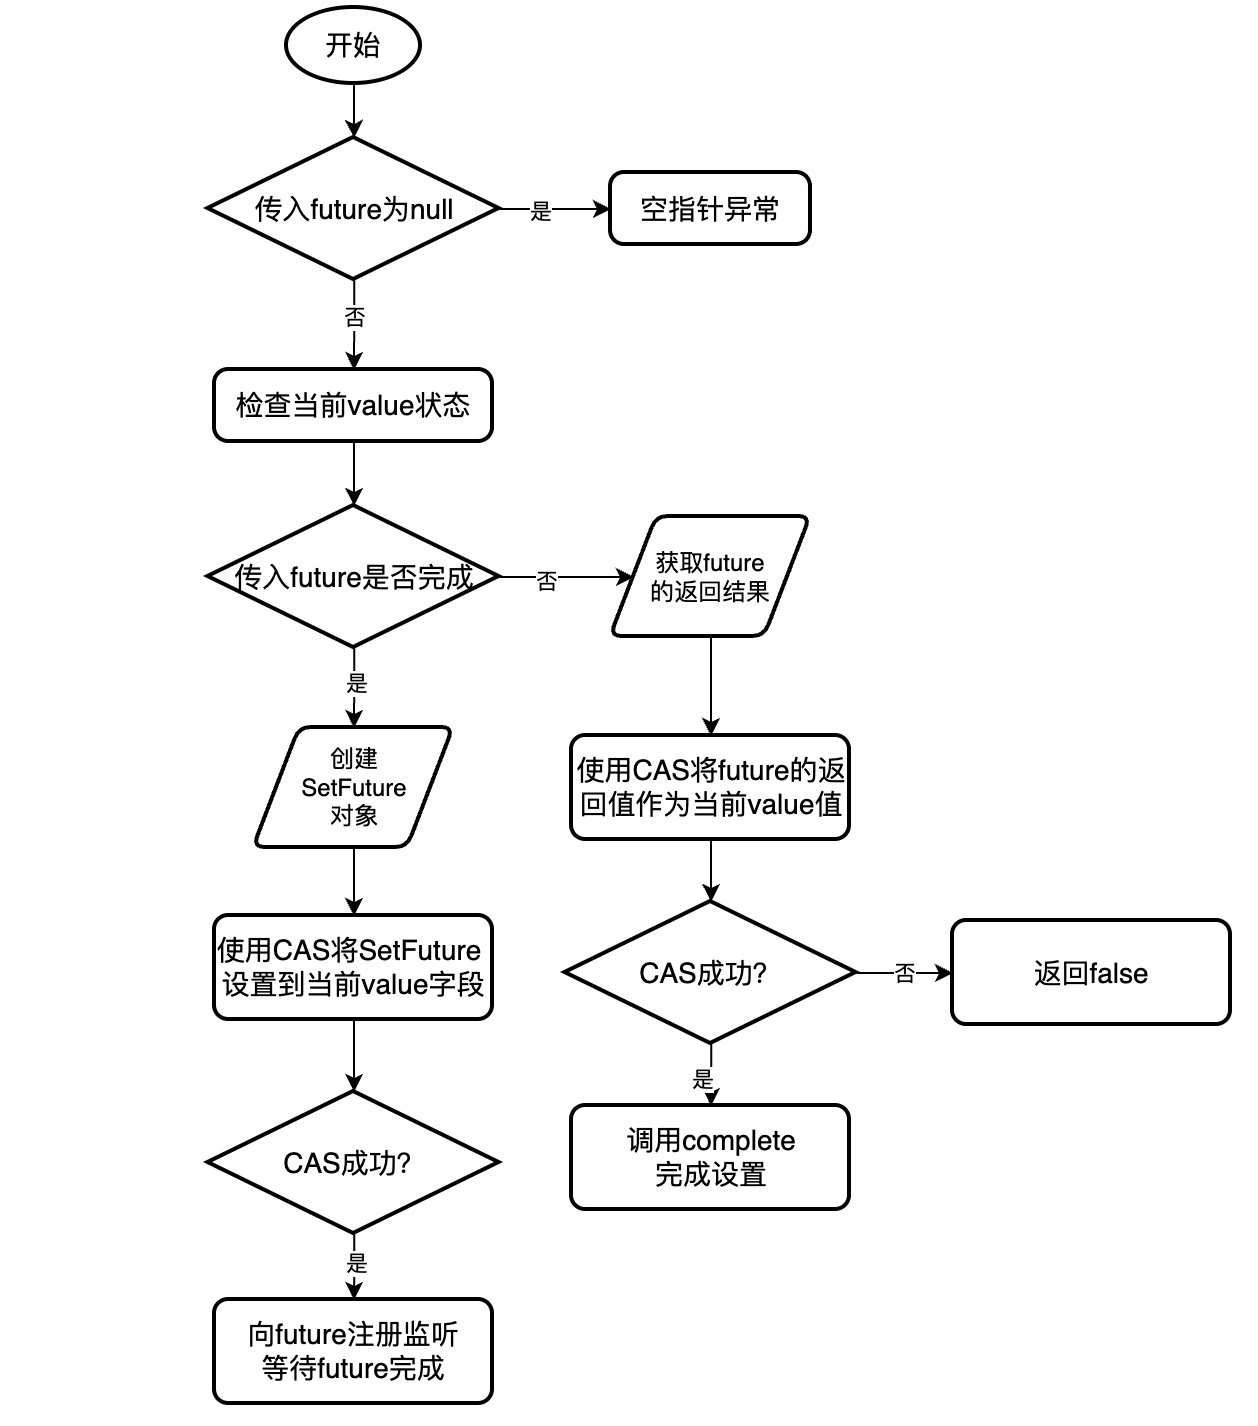 开始
传入future为null
是
空指针异常
否
检查当前value状态
传入future是否完成
否
获取future
的返回结果
是
创建
SetFuture
对象
使用CAS将future的返
回值作为当前value值
使用CAS将SetFuture
设置到当前value字段
CAS成功?
否
返回false
是
调用complete
完成设置
CAS成功?
是
向future注册监听
等待future完成